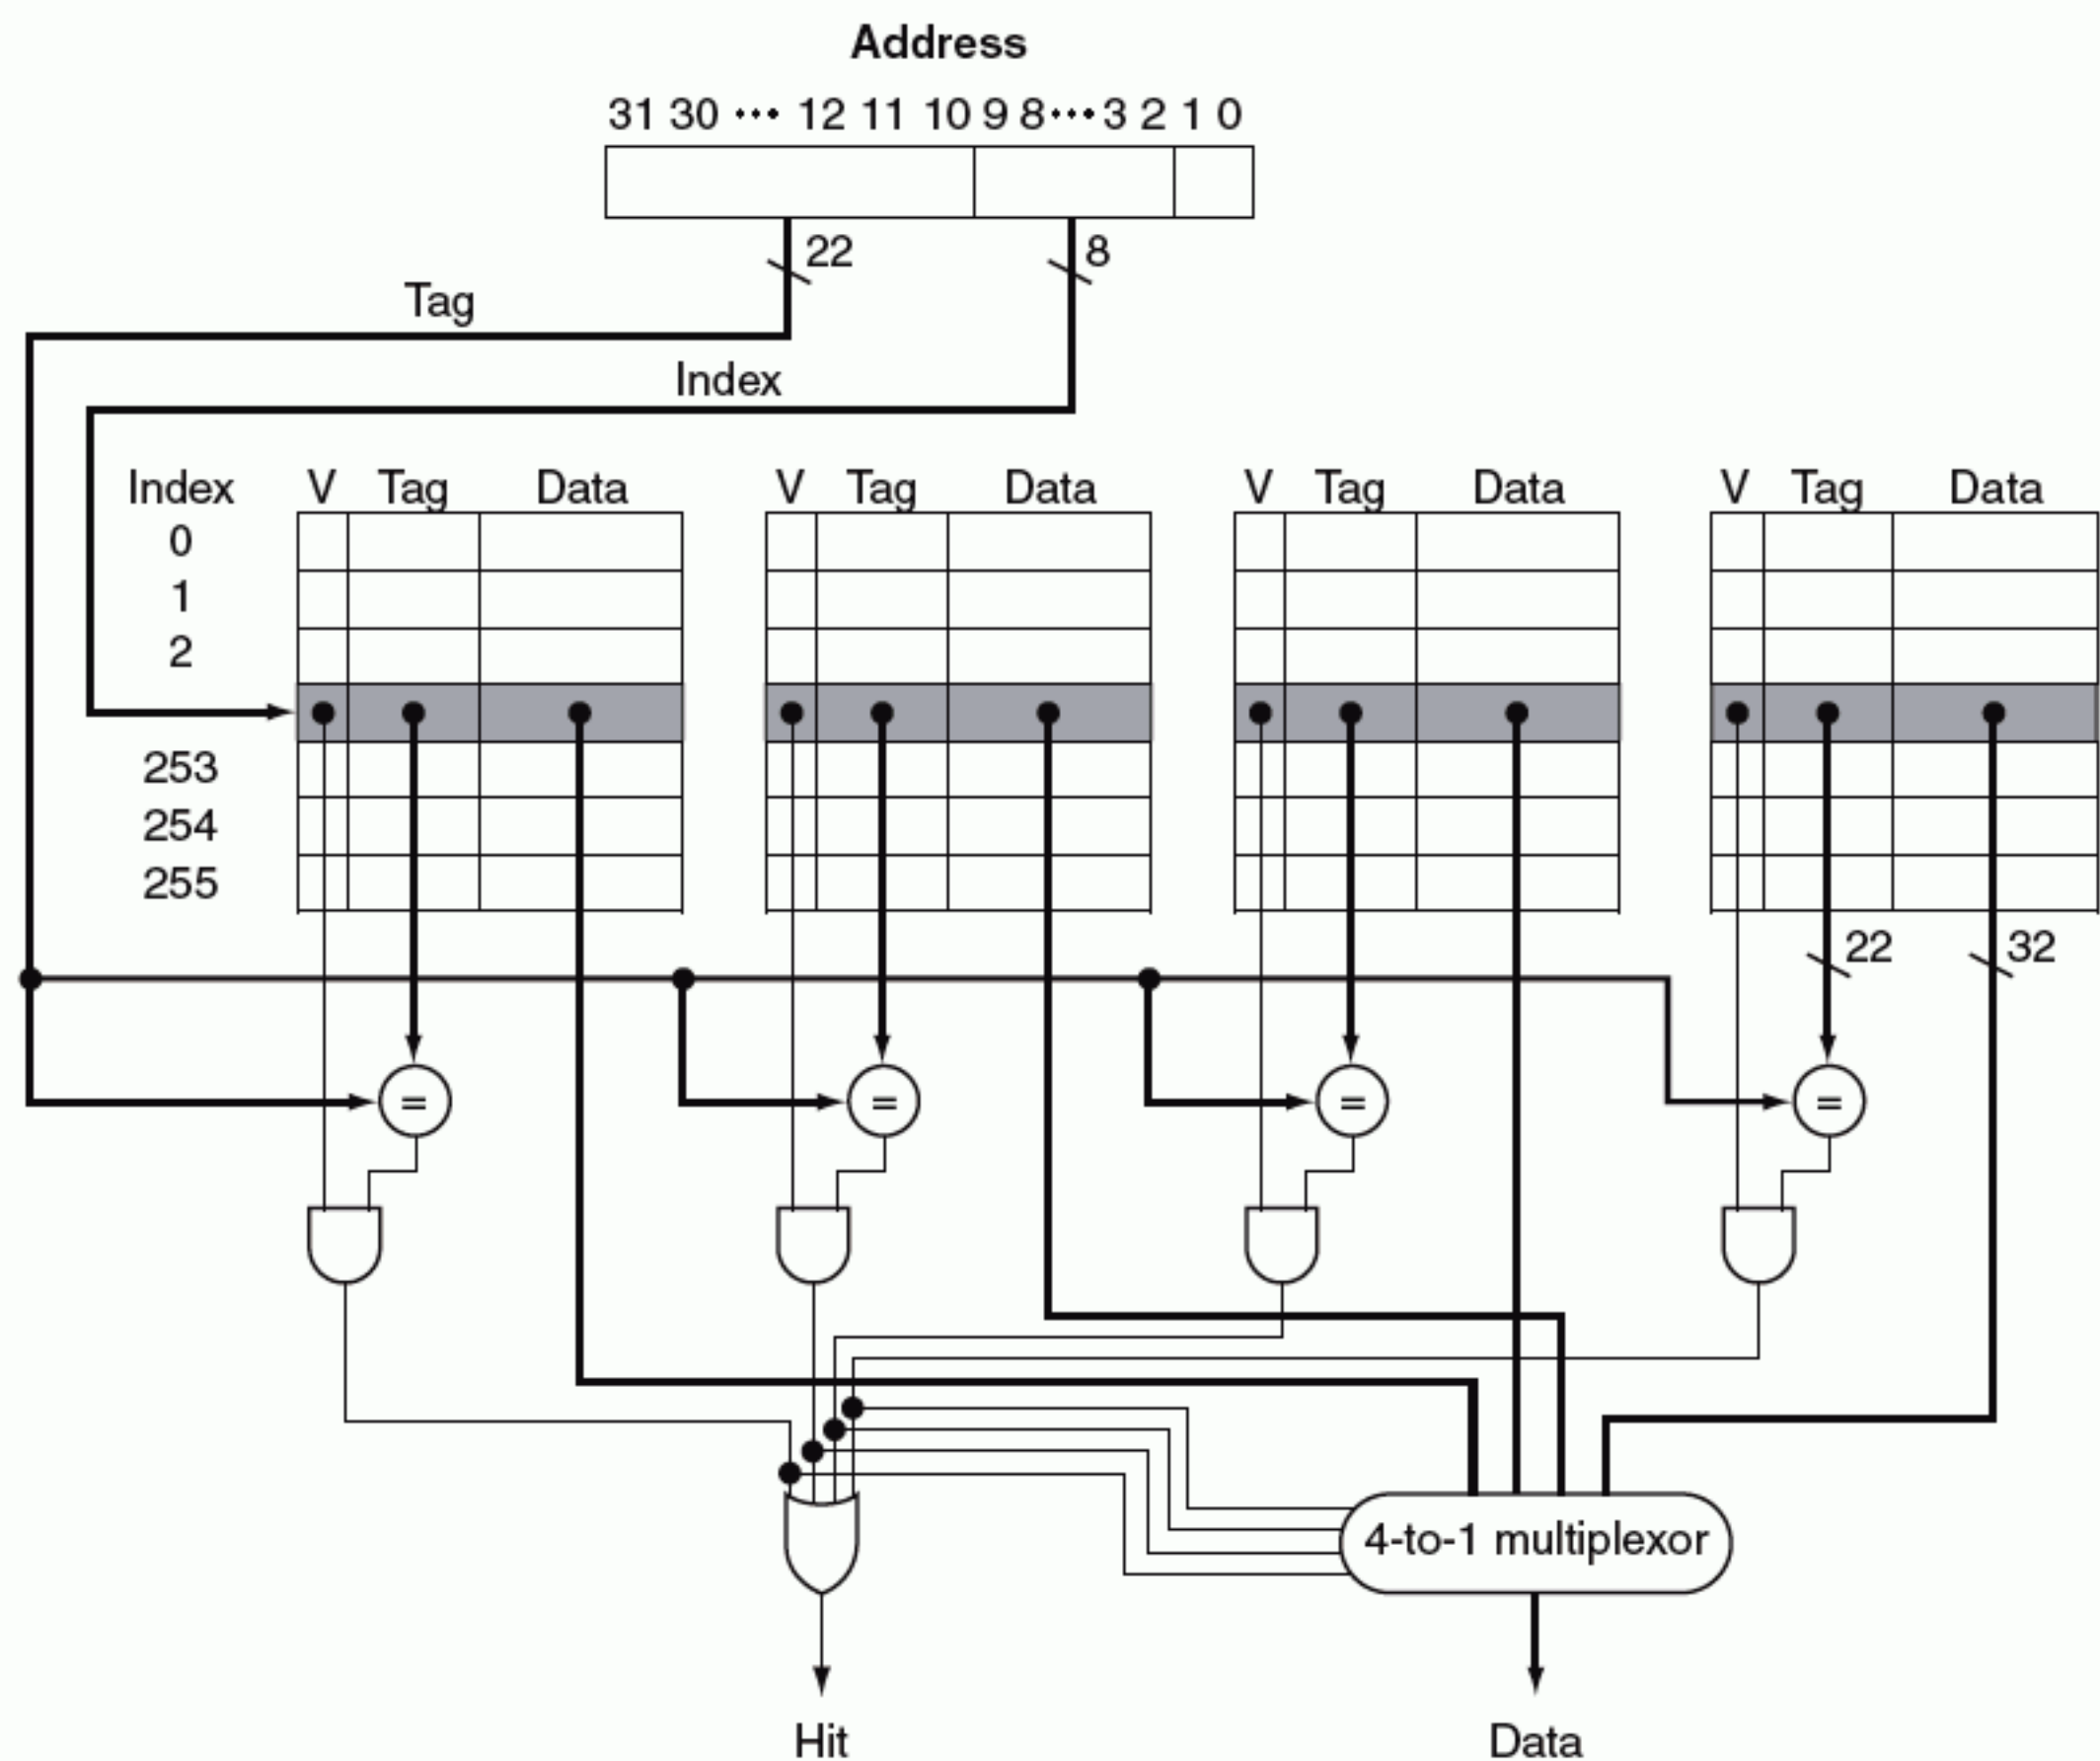 Address
31 30 ··· 12 11 10 9 8 ··· 3 2 1 0
22
8
Tag
Index
Index V Tag Data V Tag Data V Tag Data V Tag Data
0
1
2
253
254
255
22
32
= = = =
4-to-1 multiplexor
Hit
Data